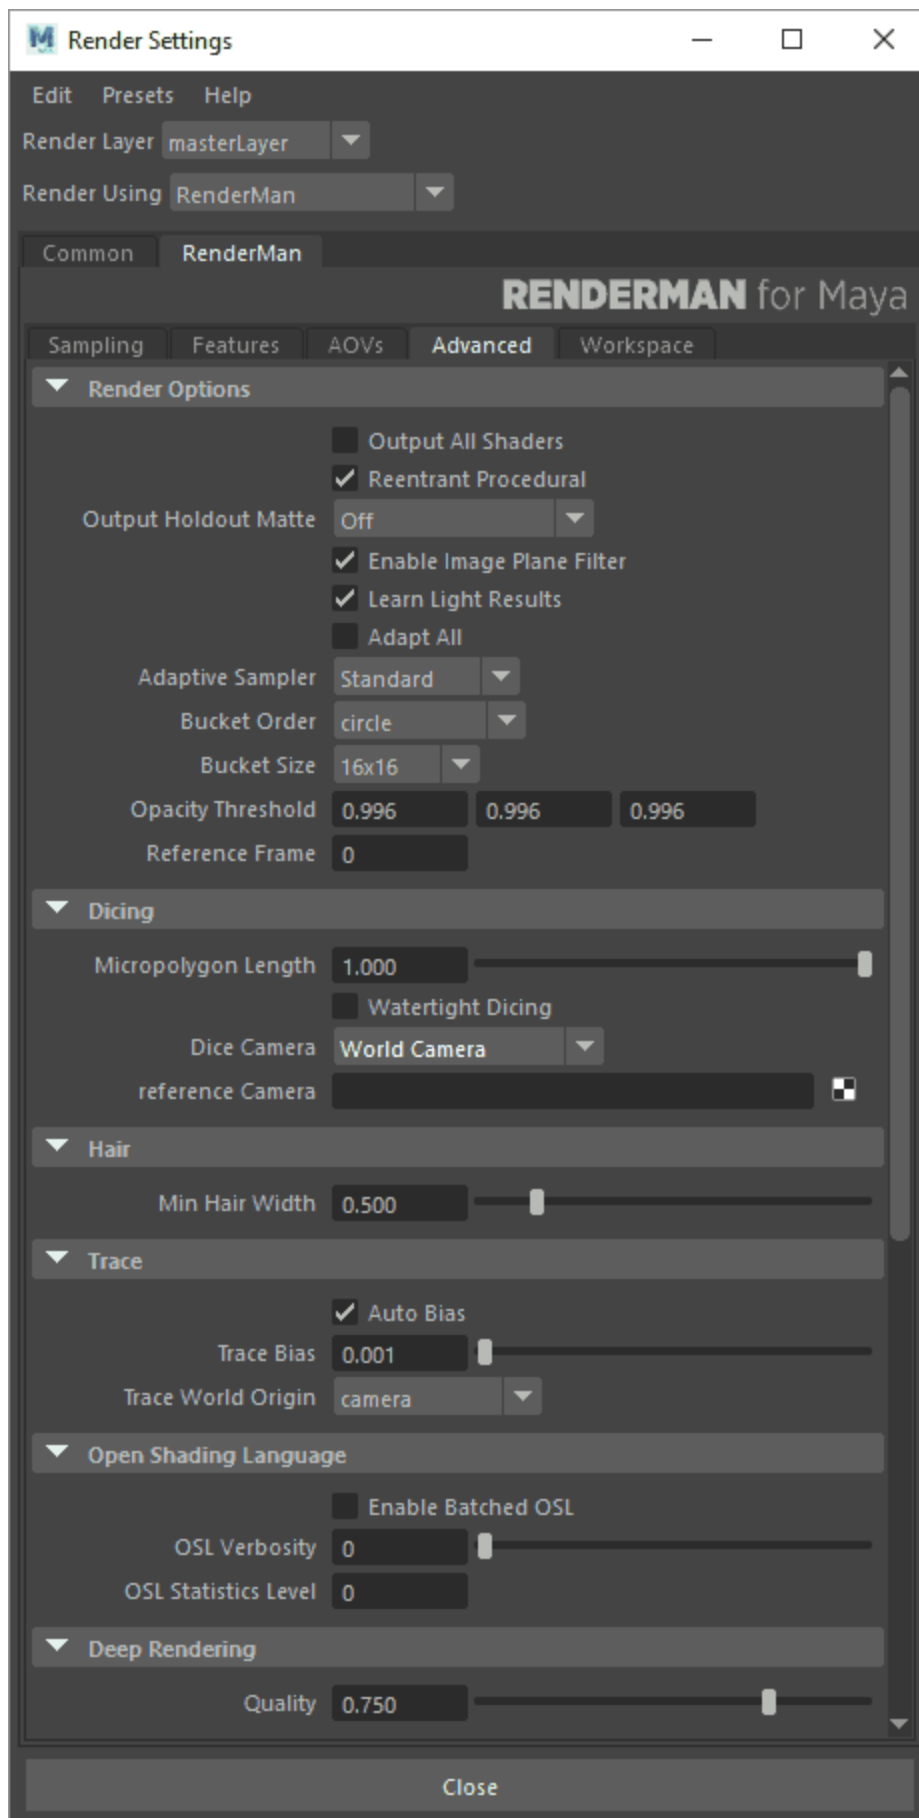 Render Settings
Edit Presets Help
Render Layer masterLayer
Render Using RenderMan
Common RenderMan
RENDERMAN for Maya
Sampling Features AOVs Advanced Workspace
Render Options
Output All Shaders
Reentrant Procedural
Output Holdout Matte Off
Enable Image Plane Filter
Learn Light Results
Adapt All
Adaptive Sampler Standard
Bucket Order circle
Bucket Size 16x16
Opacity Threshold 0.996 0.996 0.996
Reference Frame 0
Dicing
Micropolygon Length 1.000
Watertight Dicing
Dice Camera World Camera
reference Camera
Hair
Min Hair Width 0.500
Trace
Auto Bias
Trace Bias 0.001
Trace World Origin camera
Open Shading Language
Enable Batched OSL
OSL Verbosity 0
OSL Statistics Level 0
Deep Rendering
Quality 0.750
Close